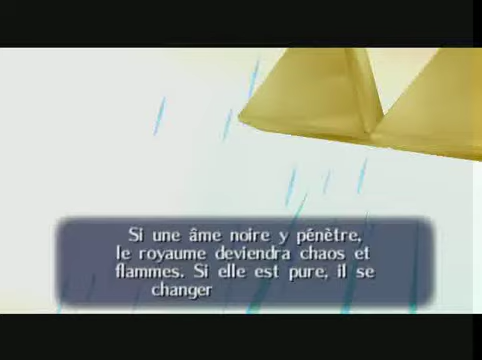 Si une âme noire y pénètre,
le royaume deviendra chaos et
flammes. Si elle est pure, il se
changer